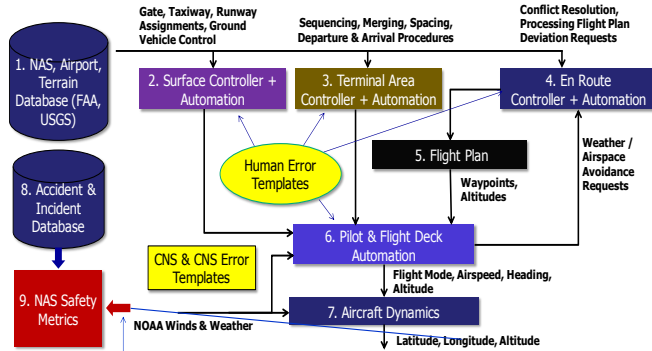 Gate, Taxiway, Runway
Assignments, Ground
Vehicle Control
Sequencing, Merging, Spacing,
Departure & Arrival Procedures
Conflict Resolution,
Processing Flight Plan
Deviation Requests
1. NAS, Airport,
Terrain
Database (FAA,
USGS)
2. Surface Controller +
Automation
3. Terminal Area
Controller + Automation
4. En Route
Controller + Automation
Human Error
Templates
5. Flight Plan
Weather /
Airspace
Avoidance
Requests
Waypoints,
Altitudes
8. Accident &
Incident
Database
6. Pilot & Flight Deck
Automation
CNS & CNS Error
Templates
Flight Mode, Airspeed, Heading,
Altitude
9. NAS Safety
Metrics
NOAA Winds & Weather
7. Aircraft Dynamics
Latitude, Longitude, Altitude